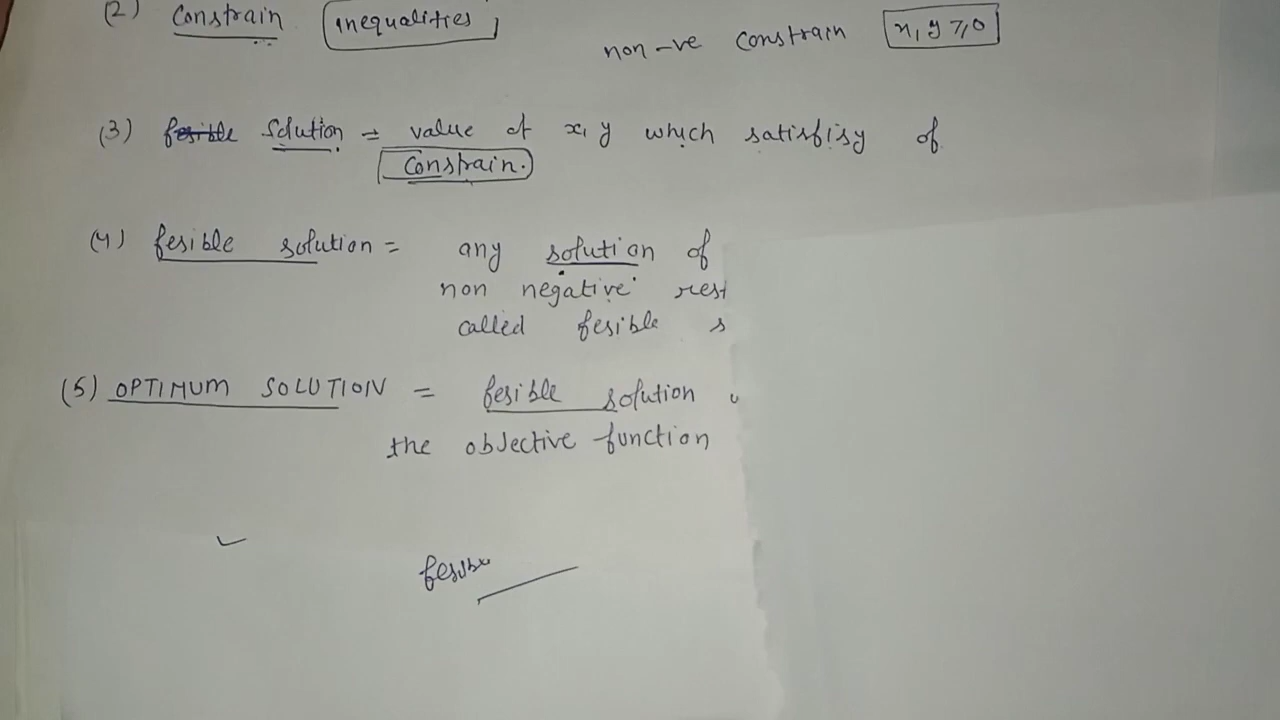 (2) Constrain inequalities
non-ve constrain x, y ≥ 0
(3) fesible solution = value of x, y which satisfisy of
constrain.
(4) fesible solution = any solution of
non negative rest
called fesible s
(5) OPTIMUM SOLUTION = fesible solution
the objective function
fesible